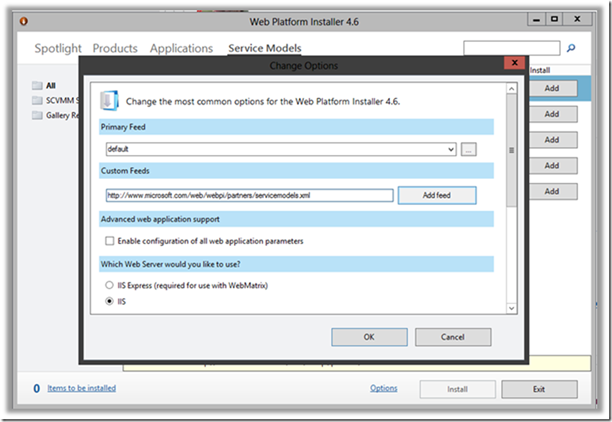 Web Platform Installer 4.6
Spotlight Products Applications Service Models
Install
All
SCVMM S
Gallery Re
Add
Add
Add
Add
Add
Change Options
Change the most common options for the Web Platform Installer 4.6.
Primary Feed
default
...
Custom Feeds
http://www.microsoft.com/web/webpi/partners/servicemodels.xml
Add feed
Advanced web application support
Enable configuration of all web application parameters
Which Web Server would you like to use?
IIS Express (required for use with WebMatrix)
IIS
OK Cancel
0 Items to be installed Options Install Exit